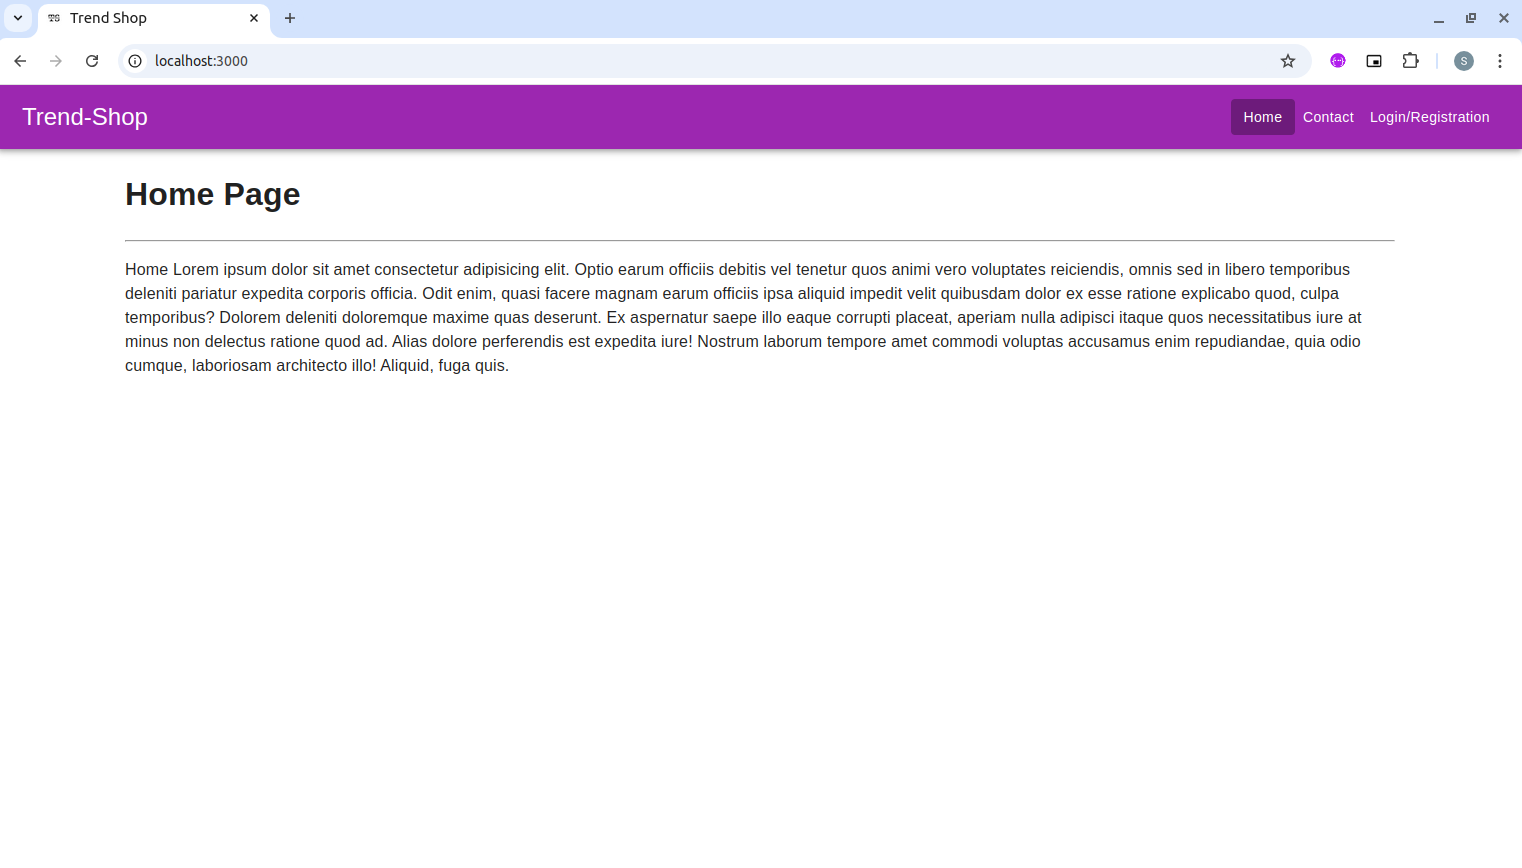 Trend Shop
localhost:3000
S
Trend-Shop
Home
Contact
Login/Registration
Home Page
Home Lorem ipsum dolor sit amet consectetur adipisicing elit. Optio earum officiis debitis vel tenetur quos animi vero voluptates reiciendis, omnis sed in libero temporibus
deleniti pariatur expedita corporis officia. Odit enim, quasi facere magnam earum officiis ipsa aliquid impedit velit quibusdam dolor ex esse ratione explicabo quod, culpa
temporibus? Dolorem deleniti doloremque maxime quas deserunt. Ex aspernatur saepe illo eaque corrupti placeat, aperiam nulla adipisci itaque quos necessitatibus iure at
minus non delectus ratione quod ad. Alias dolore perferendis est expedita iure! Nostrum laborum tempore amet commodi voluptas accusamus enim repudiandae, quia odio
cumque, laboriosam architecto illo! Aliquid, fuga quis.